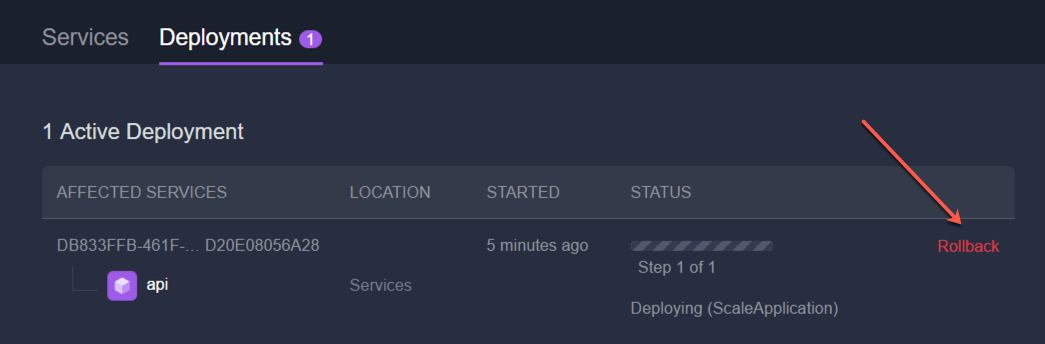 Services Deployments 1
1 Active Deployment
AFFECTED SERVICES LOCATION STARTED STATUS
DB833FFB-461F-... D20E08056A28 5 minutes ago Rollback
Step 1 of 1
api Services
Deploying (ScaleApplication)